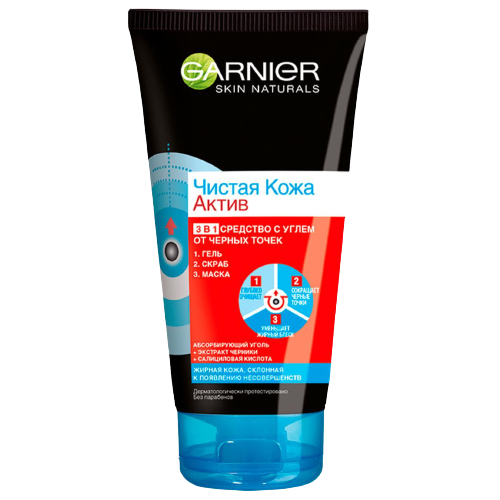 GARNIER
SKIN NATURALS
Чистая Кожа
Актив
3 В 1 СРЕДСТВО С УГЛЕМ
ОТ ЧЕРНЫХ ТОЧЕК
1. ГЕЛЬ
2. СКРАБ
3. МАСКА
1
ГЛУБОКО
ОЧИЩАЕТ
2
СОКРАЩАЕТ
ЧЕРНЫЕ
ТОЧКИ
3
УМЕНЬШАЕТ
ЖИРНЫЙ БЛЕСК
АБСОРБИРУЮЩИЙ УГОЛЬ
+ ЭКСТРАКТ ЧЕРНИКИ
+ САЛИЦИЛОВАЯ КИСЛОТА
ЖИРНАЯ КОЖА, СКЛОННАЯ
К ПОЯВЛЕНИЮ НЕСОВЕРШЕНСТВ
Дерматологически протестировано
Без парабенов